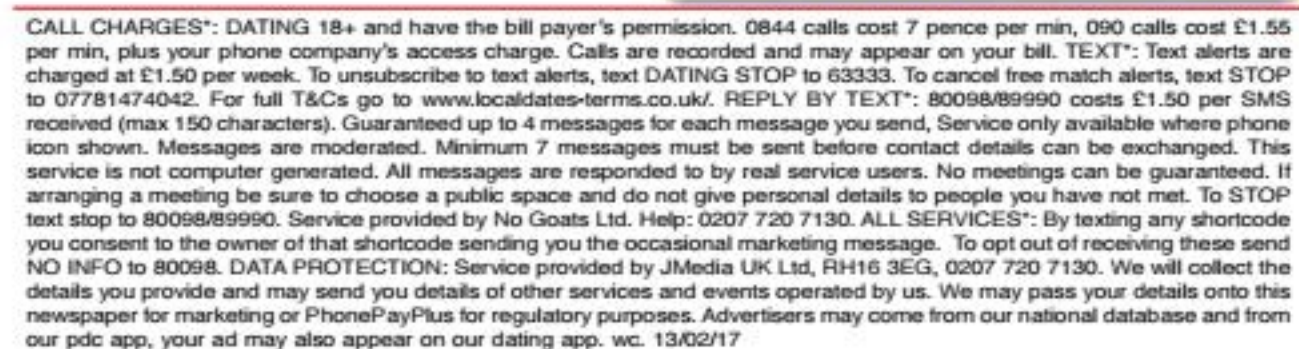 CALL CHARGES*: DATING 18+ and have the bill payer's permission. 0844 calls cost 7 pence per min, 090 calls cost £1.55
per min, plus your phone company's access charge. Calls are recorded and may appear on your bill. TEXT*: Text alerts are
charged at £1.50 per week. To unsubscribe to text alerts, text DATING STOP to 63333. To cancel free match alerts, text STOP
to 07781474042. For full T&Cs go to www.localdates-terms.co.uk/. REPLY BY TEXT*: 80098/89990 costs £1.50 per SMS
received (max 150 characters). Guaranteed up to 4 messages for each message you send, Service only available where phone
icon shown. Messages are moderated. Minimum 7 messages must be sent before contact details can be exchanged. This
service is not computer generated. All messages are responded to by real service users. No meetings can be guaranteed. If
arranging a meeting be sure to choose a public space and do not give personal details to people you have not met. To STOP
text stop to 80098/89990. Service provided by No Goats Ltd. Help: 0207 720 7130. ALL SERVICES*: By texting any shortcode
you consent to the owner of that shortcode sending you the occasional marketing message. To opt out of receiving these send
NO INFO to 80098. DATA PROTECTION: Service provided by JMedia UK Ltd, RH16 3EG, 0207 720 7130. We will collect the
details you provide and may send you details of other services and events operated by us. We may pass your details onto this
newspaper for marketing or PhonePayPlus for regulatory purposes. Advertisers may come from our national database and from
our pdc app, your ad may also appear on our dating app. wc. 13/02/17